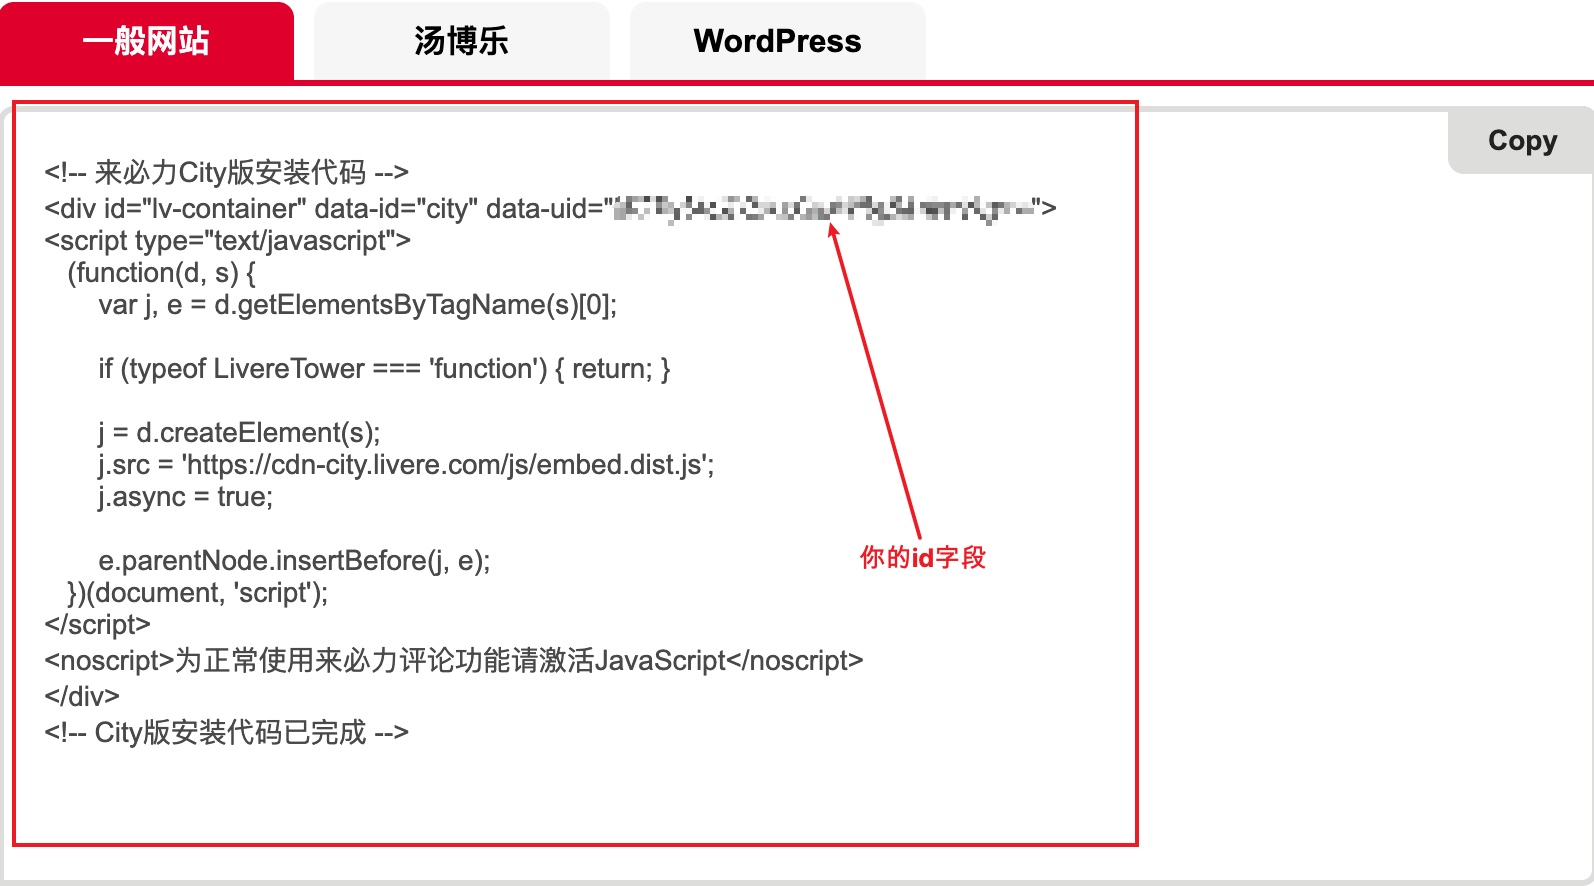 一般网站
汤博乐
WordPress
Copy
<!-- 来必力City版安装代码 -->
<div id="lv-container" data-id="city" data-uid="">
<script type="text/javascript">
(function(d, s) {
var j, e = d.getElementsByTagName(s)[0];
if (typeof LivereTower === 'function') { return; }
j = d.createElement(s);
j.src = 'https://cdn-city.livere.com/js/embed.dist.js';
j.async = true;
e.parentNode.insertBefore(j, e);
})(document, 'script');
</script>
<noscript>为正常使用来必力评论功能请激活JavaScript</noscript>
</div>
<!-- City版安装代码已完成 -->
你的id字段